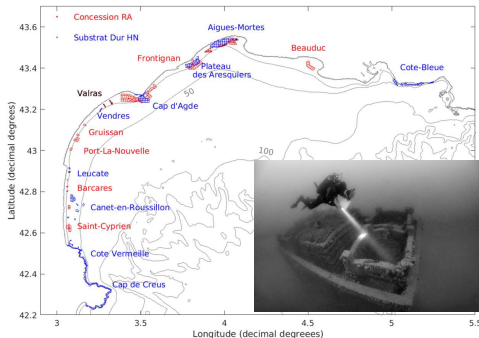 43.6
43.4
43.2
43
42.8
42.6
42.4
42.2
3
3.5
4
4.5
5
5.5
Latitude (decimal degrees)
Longitude (decimal degreees)
Concession RA
Substrat Dur HN
Aigues-Mortes
Beauduc
Frontignan
Plateau
des Aresquiers
Cote-Bleue
50
Valras
Cap d'Agde
Vendres
Gruissan
Port-La-Nouvelle
100
Leucate
Barcares
Canet-en-Roussillon
Saint-Cyprien
Cote Vermeille
Cap de Creus